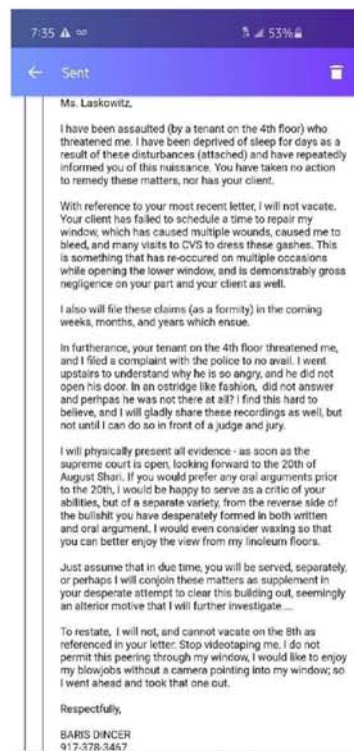 7:35
53%
Sent
Ms. Laskowitz,
I have been assaulted (by a tenant on the 4th floor) who
threatened me. I have been deprived of sleep for days as a
result of these disturbances (attached) and have repeatedly
informed you of this nuissance. You have taken no action
to remedy these matters, nor has your client.
With reference to your most recent letter, I will not vacate.
Your client has failed to schedule a time to repair my
window, which has caused multiple wounds, caused me to
bleed, and many visits to CVS to dress these gashes. This
is something that has re-occured on multiple occasions
while opening the lower window, and is demonstrably gross
negligence on your part and your client as well.
I also will file these claims (as a formity) in the coming
weeks, months, and years which ensue.
In furtherance, your tenant on the 4th floor threatened me,
and I filed a complaint with the police to no avail. I went
upstairs to understand why he is so angry, and he did not
open his door. In an ostridge like fashion, did not answer
and perhpas he was not there at all? I find this hard to
believe, and I will gladly share these recordings as well, but
not until I can do so in front of a judge and jury.
I will physically present all evidence - as soon as the
supreme court is open, looking forward to the 20th of
August Shari. If you would prefer any oral arguments prior
to the 20th, I would be happy to serve as a critic of your
abilities, but of a separate variety, from the reverse side of
the bullshit you have desperately formed in both written
and oral argument. I would even consider waxing so that
you can better enjoy the view from my linoleum floors.
Just assume that in due time, you will be served, separately,
or perhaps I will conjoin these matters as supplement in
your desperate attempt to clear this building out, seemingly
an alterior motive that I will further investigate....
To restate, I will not, and cannot vacate on the 8th as
referenced in your letter. Stop videotaping me. I do not
permit this peering through my window, I would like to enjoy
my blowjobs without a camera pointing into my window; so
I went ahead and took that one out.
Respectfully,
BARIS DINCER
917-378-3467